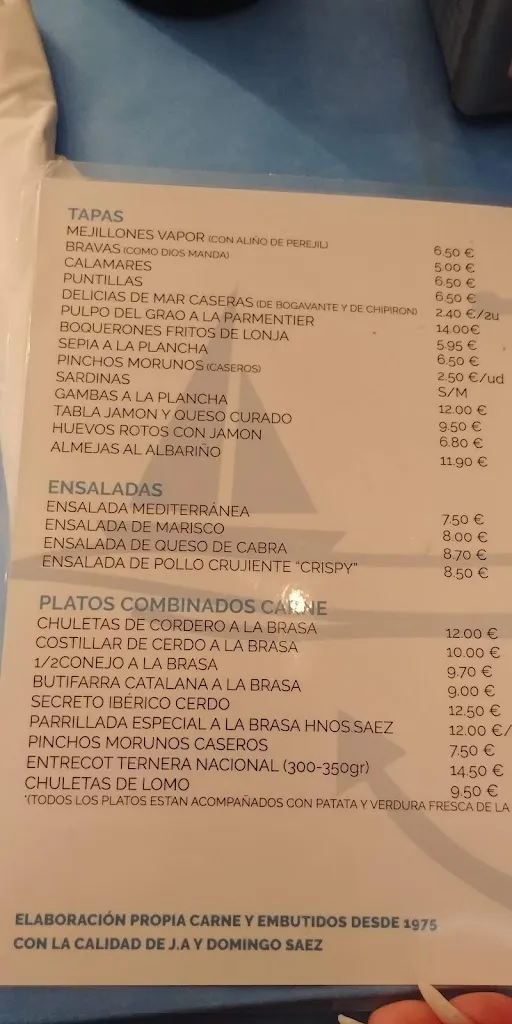 TAPAS
MEJILLONES VAPOR (CON ALIÑO DE PEREJIL) 6.50 €
BRAVAS (COMO DIOS MANDA) 5.00 €
CALAMARES 6.50 €
PUNTILLAS 6.50 €
DELICIAS DE MAR CASERAS (DE BOGAVANTE Y DE CHIPIRON) 2.40 €/2u
PULPO DEL GRAO A LA PARMENTIER 14.00€
BOQUERONES FRITOS DE LONJA 5.95 €
SEPIA A LA PLANCHA 6.50 €
PINCHOS MORUNOS (CASEROS) 2.50 €/ud
SARDINAS S/M
GAMBAS A LA PLANCHA 12.00 €
TABLA JAMON Y QUESO CURADO 9.50 €
HUEVOS ROTOS CON JAMON 6.80 €
ALMEJAS AL ALBARIÑO 11.90 €
ENSALADAS
ENSALADA MEDITERRÁNEA 7.50 €
ENSALADA DE MARISCO 8.00 €
ENSALADA DE QUESO DE CABRA 8.70 €
ENSALADA DE POLLO CRUJIENTE "CRISPY" 8.50 €
PLATOS COMBINADOS CARNE
CHULETAS DE CORDERO A LA BRASA 12.00 €
COSTILLAR DE CERDO A LA BRASA 10.00 €
1/2CONEJO A LA BRASA 9.70 €
BUTIFARRA CATALANA A LA BRASA 9.00 €
SECRETO IBÉRICO CERDO 12.50 €
PARRILLADA ESPECIAL A LA BRASA HNOS.SAEZ 12.00 €/
PINCHOS MORUNOS CASEROS 7.50 €
ENTRECOT TERNERA NACIONAL (300-350gr) 14.50 €
CHULETAS DE LOMO 9.50 €
*(TODOS LOS PLATOS ESTAN ACOMPAÑADOS CON PATATA Y VERDURA FRESCA DE LA
ELABORACIÓN PROPIA CARNE Y EMBUTIDOS DESDE 1975
CON LA CALIDAD DE J.A Y DOMINGO SAEZ